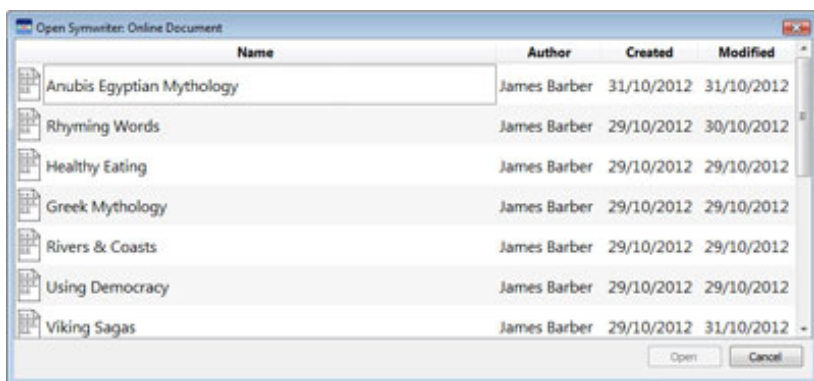 Open Symwriter: Online Document
Name Author Created Modified
Anubis Egyptian Mythology James Barber 31/10/2012 31/10/2012
Rhyming Words James Barber 29/10/2012 30/10/2012
Healthy Eating James Barber 29/10/2012 29/10/2012
Greek Mythology James Barber 29/10/2012 29/10/2012
Rivers & Coasts James Barber 29/10/2012 29/10/2012
Using Democracy James Barber 29/10/2012 29/10/2012
Viking Sagas James Barber 29/10/2012 31/10/2012
Open Cancel